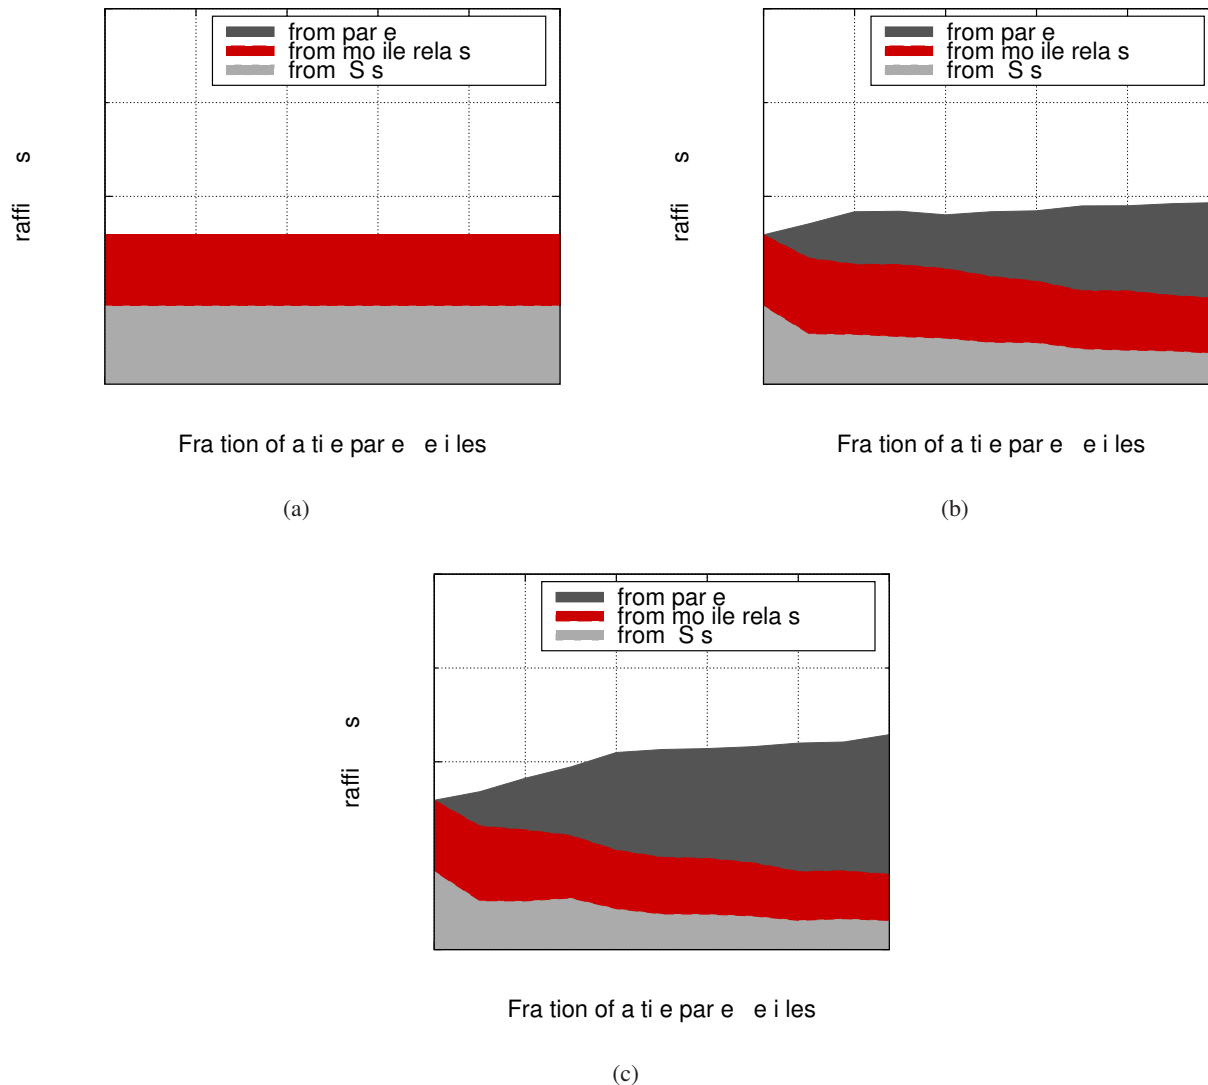 from par e
from mo ile rela s
from S s
raffi s
Fra tion of a ti e par e e i les
(a)
from par e
from mo ile rela s
from S s
raffi s
Fra tion of a ti e par e e i les
(b)
from par e
from mo ile rela s
from S s
raffi s
Fra tion of a ti e par e e i les
(c)